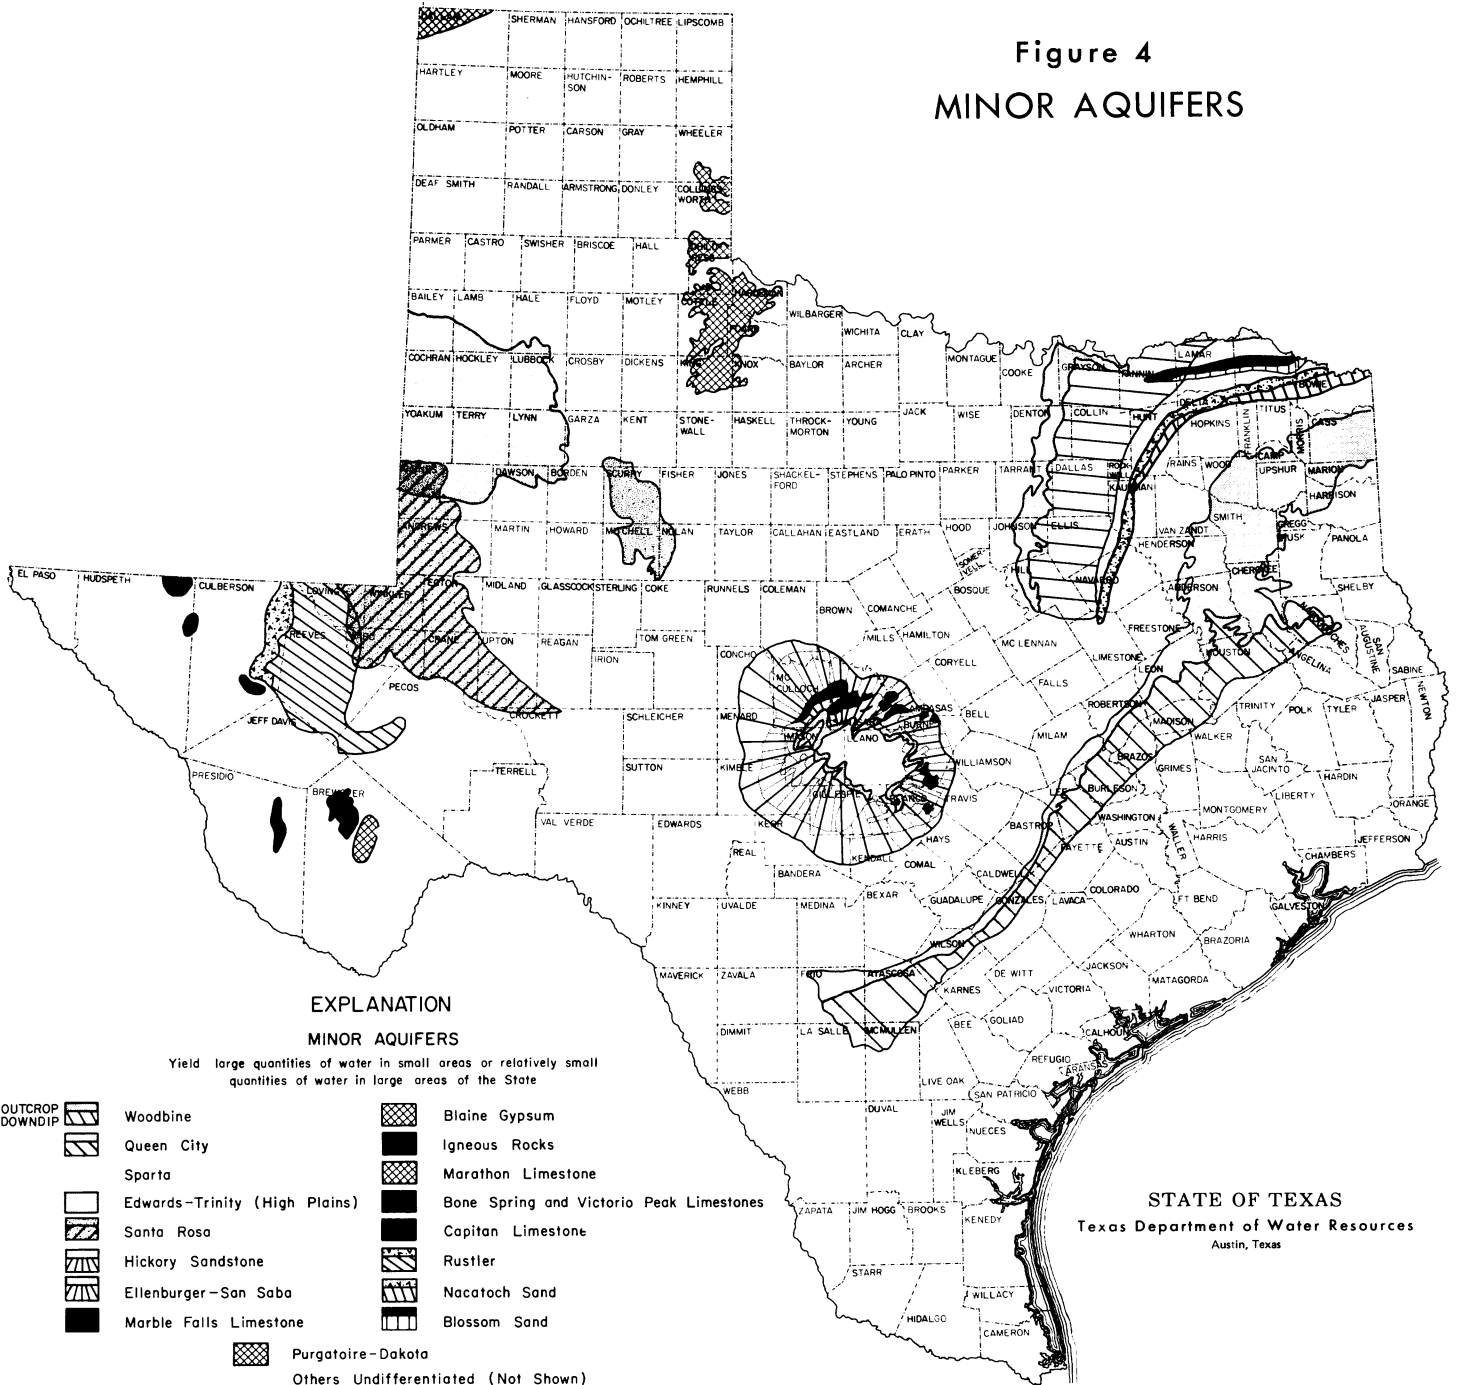 Figure 4
MINOR AQUIFERS
SHERMAN HANSFORD OCHILTREE LIPSCOMB
HARTLEY MOORE HUTCHIN-SON ROBERTS HEMPHILL
OLDHAM POTTER CARSON GRAY WHEELER
DEAF SMITH RANDALL ARMSTRONG DONLEY
PARMER CASTRO SWISHER BRISCOE HALL
BAILEY LAMB HALE FLOYD MOTLEY COTTLE HARDEMAN
WILBARGER WICHITA CLAY FOARD
COCHRAN HOCKLEY LUBBOCK CROSBY DICKENS KING KNOX BAYLOR ARCHER MONTAGUE COOKE GRAYSON FANNIN LAMAR BOWIE
YOAKUM TERRY LYNN GARZA KENT STONE-WALL HASKELL THROCK-MORTON YOUNG JACK WISE DENTON COLLIN HUNT DELTA HOPKINS FRANKLIN TITUS MORRIS CASS
GAINES DAWSON BORDEN SCURRY FISHER JONES SHACKEL-FORD STEPHENS PALO PINTO PARKER TARRANT DALLAS ROCK-WALL KAUFMAN RAINS WOOD CAMP UPSHUR MARION HARRISON
ANDREWS MARTIN HOWARD MITCHELL NOLAN TAYLOR CALLAHAN EASTLAND ERATH HOOD JOHNSON ELLIS VAN ZANDT SMITH GREGG RUSK PANOLA
SOMER-VELL HILL NAVARRO HENDERSON ANDERSON CHEROKEE SHELBY
EL PASO HUDSPETH CULBERSON LOVING WINKLER ECTOR MIDLAND GLASSCOCK STERLING COKE RUNNELS COLEMAN BROWN COMANCHE BOSQUE
REEVES WARD CRANE UPTON REAGAN IRION TOM GREEN CONCHO MILLS HAMILTON MC LENNAN LIMESTONE FREESTONE LEON HOUSTON NACOGDOCHES ANGELINA SAN AUGUSTINE SABINE
JEFF DAVIS PECOS CROCKETT SCHLEICHER MENARD MC CULLOCH LAMPASAS CORYELL BELL FALLS ROBERTSON MADISON TRINITY POLK TYLER JASPER NEWTON
PRESIDIO BREWSTER TERRELL SUTTON KIMBLE MASON LLANO BURNET WILLIAMSON MILAM BRAZOS WALKER GRIMES SAN JACINTO HARDIN
VAL VERDE EDWARDS KERR GILLESPIE BLANCO TRAVIS LEE BURLESON WASHINGTON MONTGOMERY LIBERTY ORANGE
REAL BANDERA KENDALL HAYS COMAL CALDWELL BASTROP FAYETTE AUSTIN WALLER HARRIS CHAMBERS JEFFERSON
KINNEY UVALDE MEDINA BEXAR GUADALUPE GONZALES LAVACA COLORADO FT BEND GALVESTON
MAVERICK ZAVALA FRIO ATASCOSA WILSON KARNES DE WITT VICTORIA JACKSON WHARTON MATAGORDA BRAZORIA
DIMMIT LA SALLE MCMULLEN BEE GOLIAD REFUGIO CALHOUN ARANSAS
WEBB DUVAL LIVE OAK JIM WELLS SAN PATRICIO NUECES KLEBERG
ZAPATA JIM HOGG BROOKS KENEDY
STARR HIDALGO WILLACY CAMERON
EXPLANATION
MINOR AQUIFERS
Yield large quantities of water in small areas or relatively small
quantities of water in large areas of the State
OUTCROP
DOWNDIP
Woodbine
Queen City
Sparta
Edwards-Trinity (High Plains)
Santa Rosa
Hickory Sandstone
Ellenburger-San Saba
Marble Falls Limestone
Blaine Gypsum
Igneous Rocks
Marathon Limestone
Bone Spring and Victorio Peak Limestones
Capitan Limestone
Rustler
Nacatoch Sand
Blossom Sand
Purgatoire-Dakota
Others Undifferentiated (Not Shown)
STATE OF TEXAS
Texas Department of Water Resources
Austin, Texas